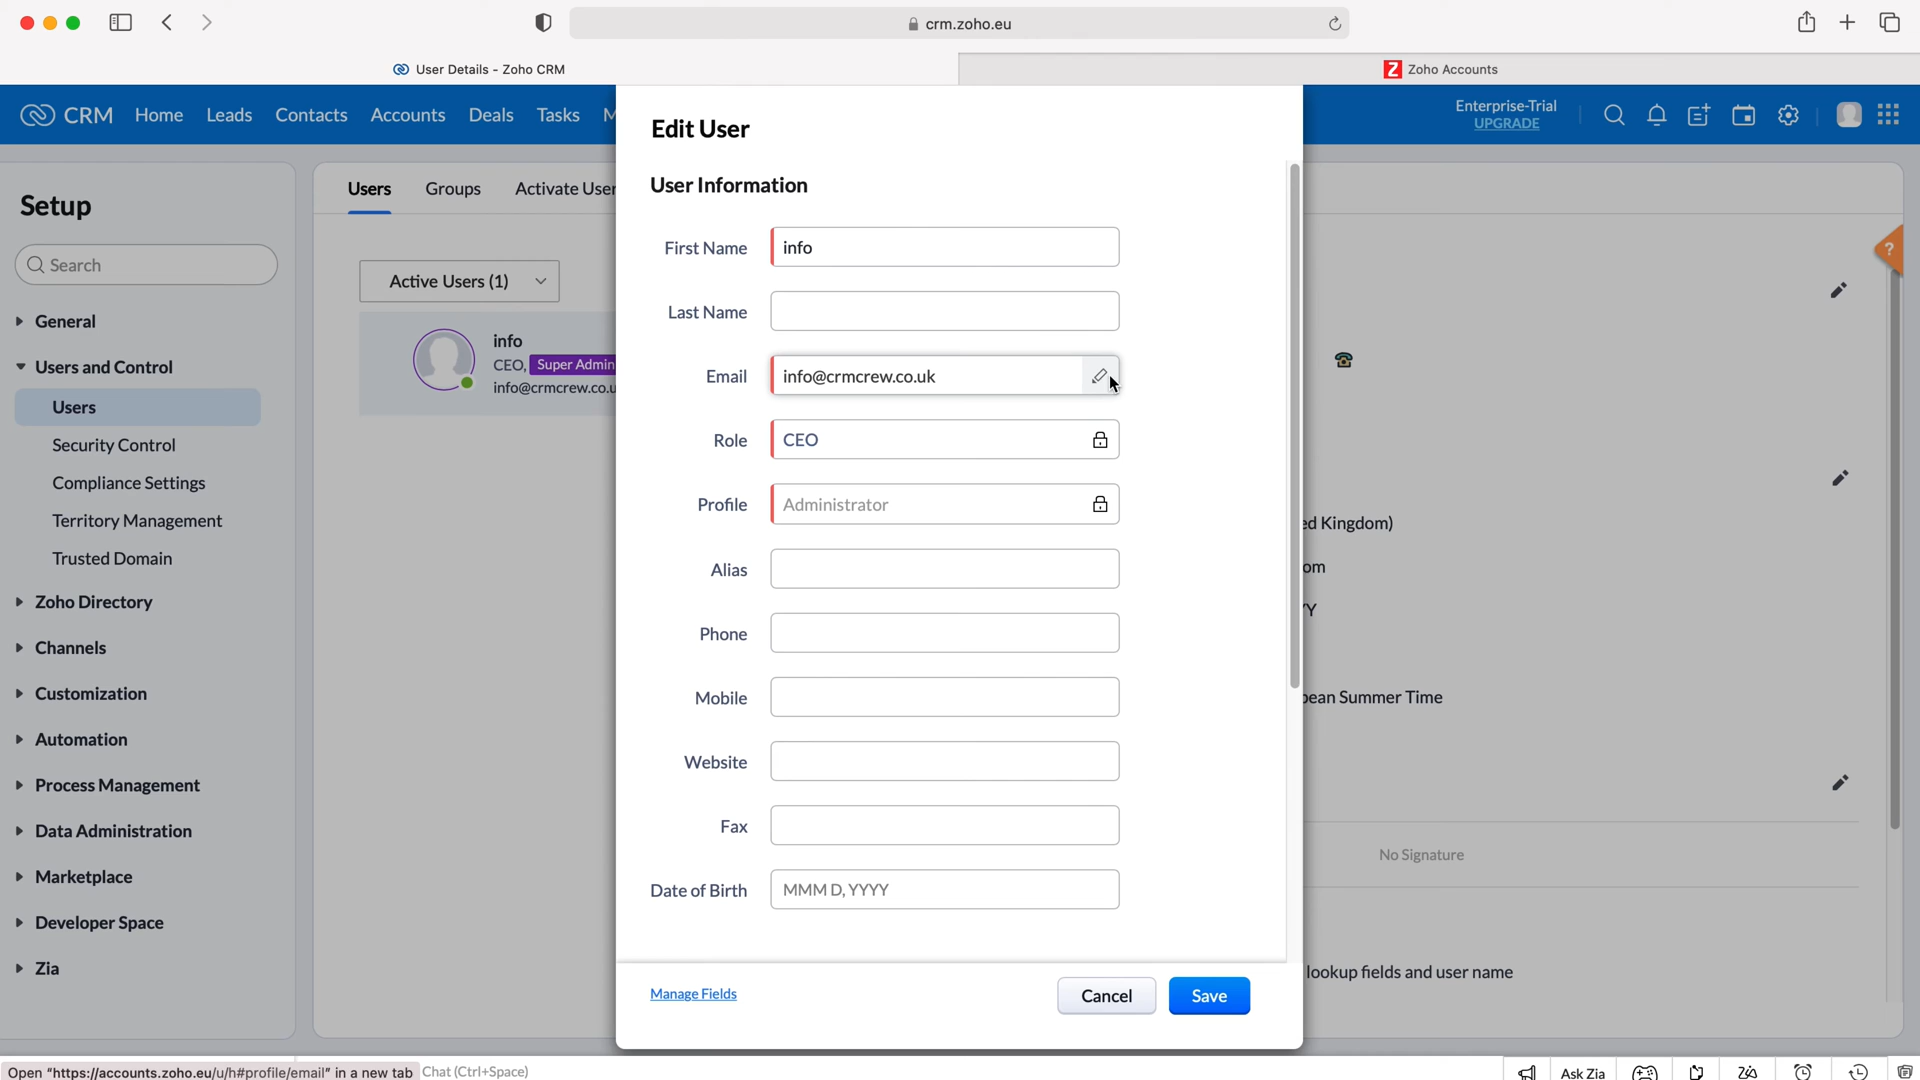 crm.zoho.eu
User Details - Zoho CRM
Zoho Accounts
CRM Home Leads Contacts Accounts Deals Tasks M
Enterprise-Trial
UPGRADE
Setup
Search
General
Users and Control
Users
Security Control
Compliance Settings
Territory Management
Trusted Domain
Zoho Directory
Channels
Customization
Automation
Process Management
Data Administration
Marketplace
Developer Space
Zia
Users Groups Activate User
Active Users (1)
info
CEO, Super Admin
info@crmcrew.co.u
Edit User
User Information
First Name info
Last Name
Email info@crmcrew.co.uk
Role CEO
Profile Administrator
Alias
Phone
Mobile
Website
Fax
Date of Birth MMM D, YYYY
Manage Fields
Cancel
Save
?
ed Kingdom)
om
YY
pean Summer Time
No Signature
lookup fields and user name
Open “https://accounts.zoho.eu/u/h#profile/email” in a new tab
Chat (Ctrl+Space)
Ask Zia